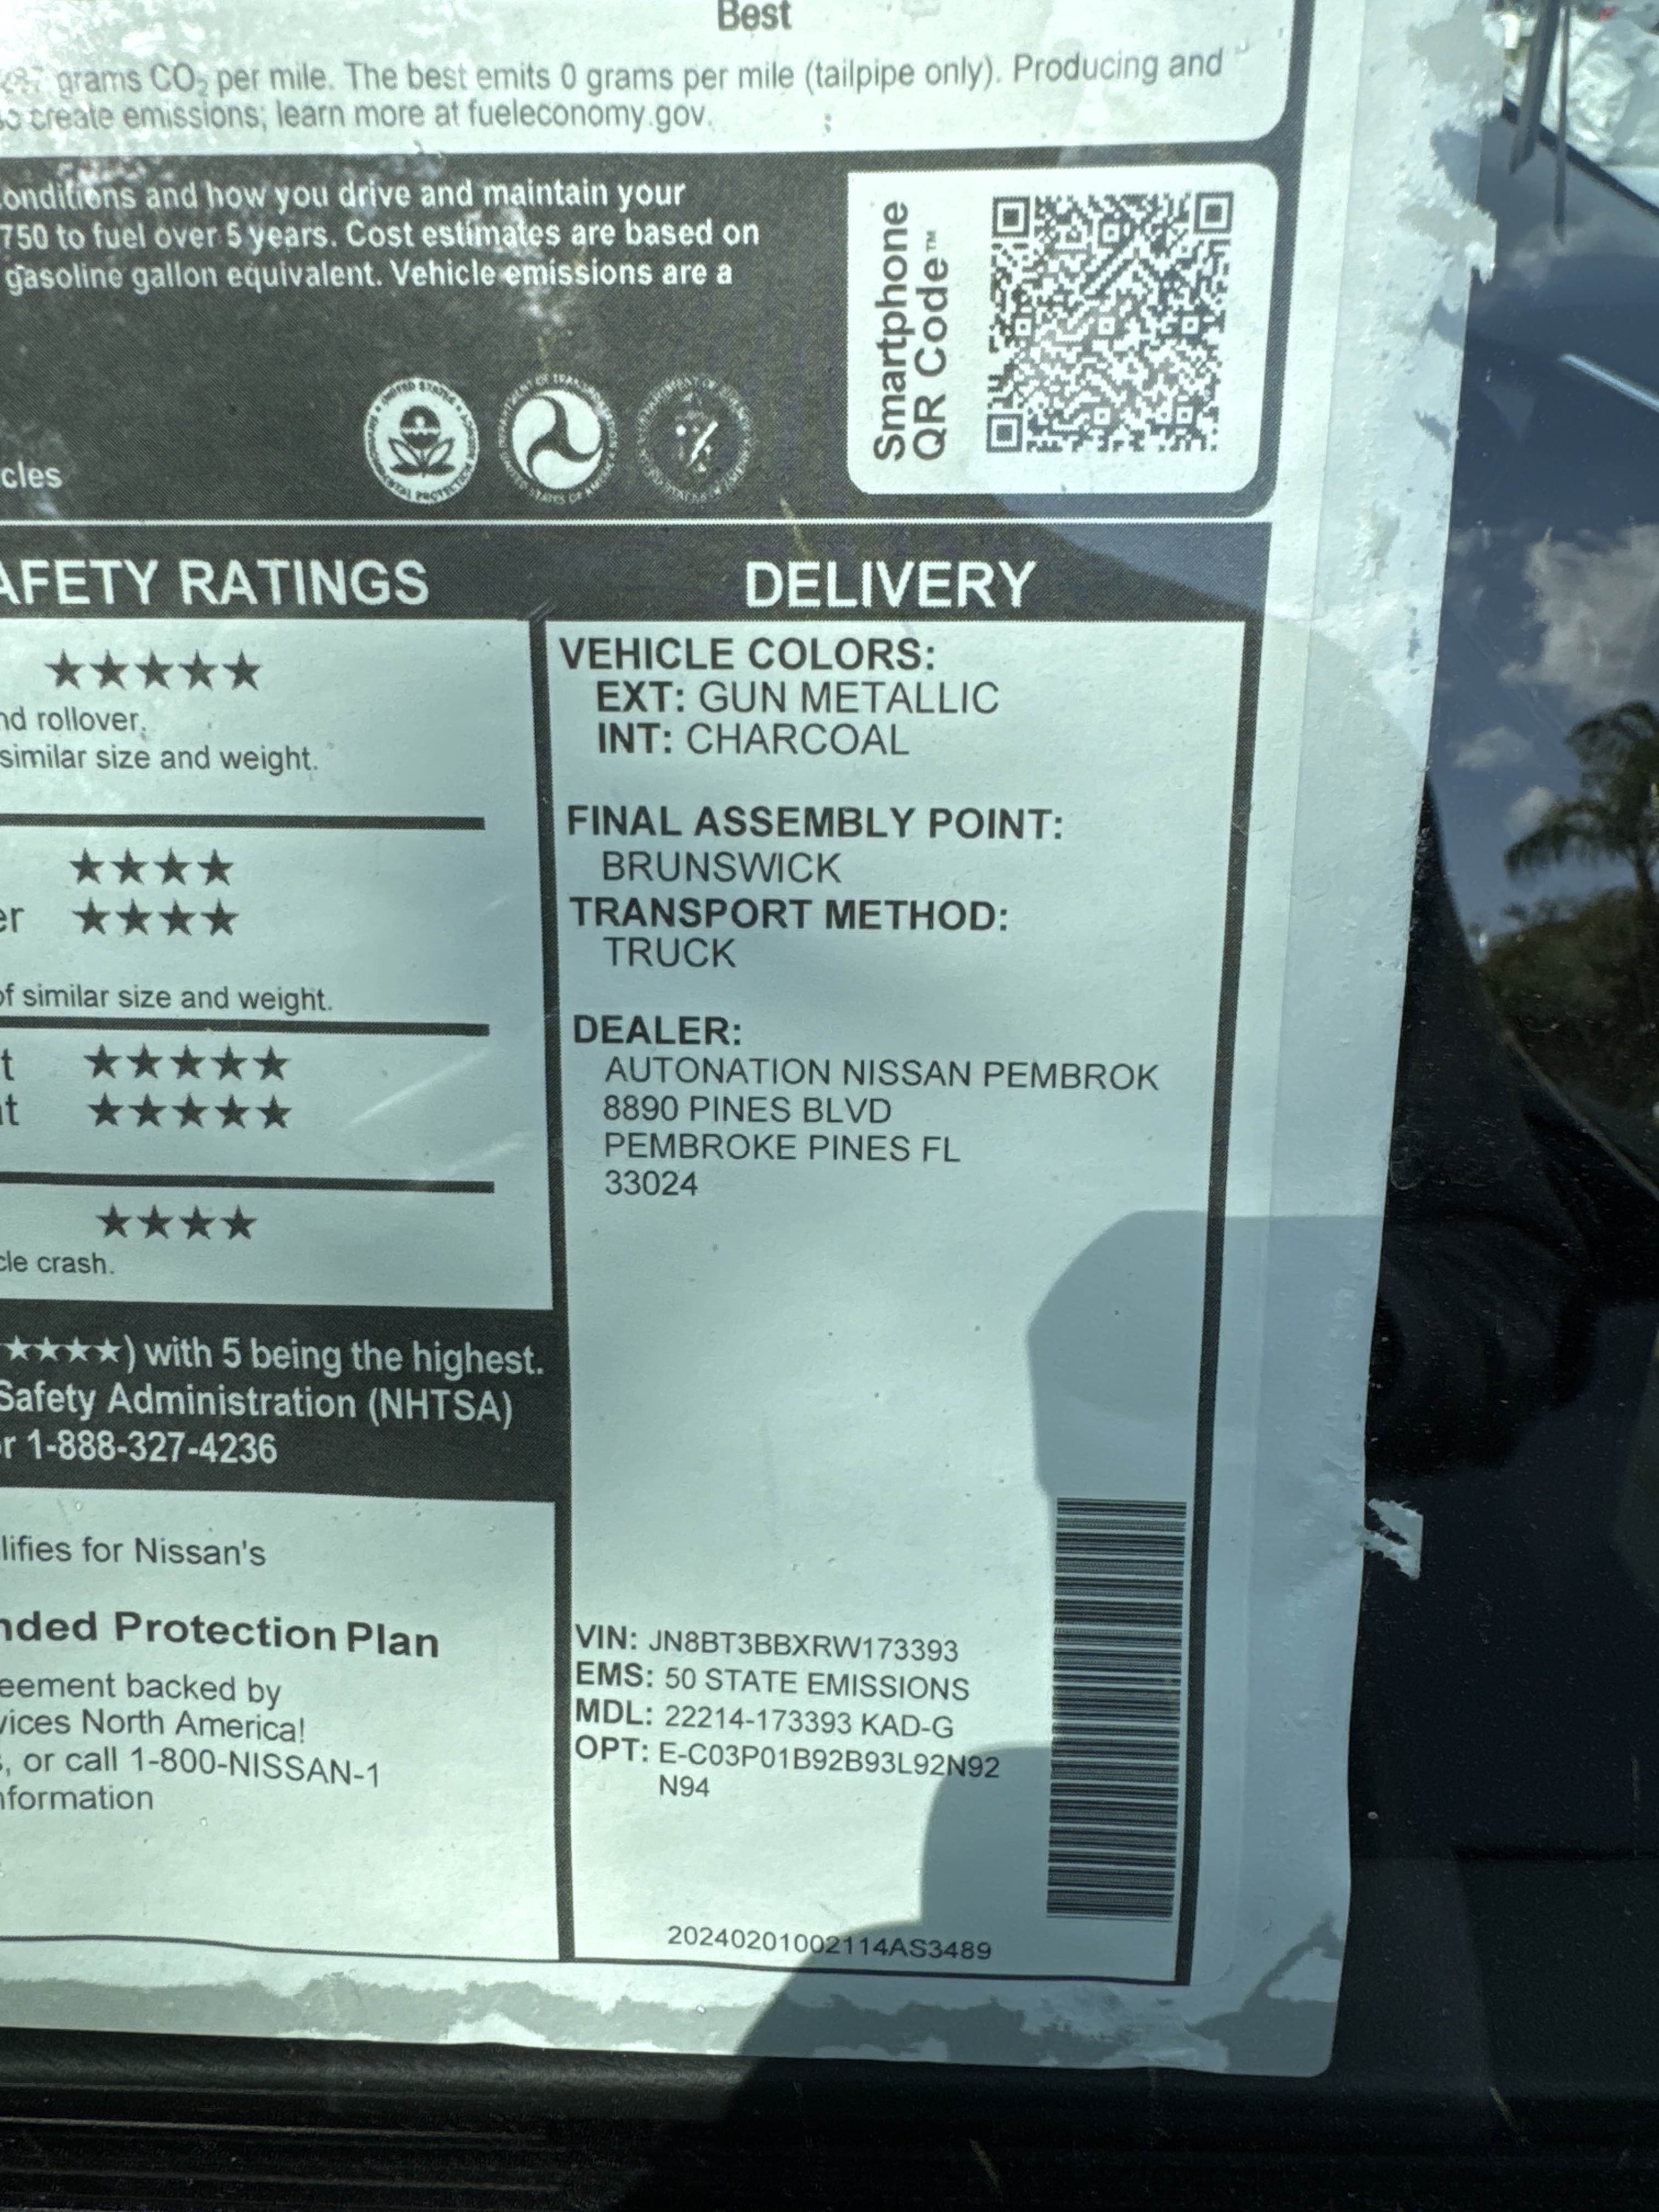 Best
grams CO₂ per mile. The best emits 0 grams per mile (tailpipe only). Producing and
create emissions; learn more at fueleconomy.gov.
onditions and how you drive and maintain your
750 to fuel over 5 years. Cost estimates are based on
gasoline gallon equivalent. Vehicle emissions are a
cles
Smartphone
QR Code™
AFETY RATINGS
★★★★★
nd rollover.
similar size and weight.
★★★★
er ★★★★
of similar size and weight.
t ★★★★★
t ★★★★★
★★★★
cle crash.
★★★★) with 5 being the highest.
Safety Administration (NHTSA)
r 1-888-327-4236
lifies for Nissan's
nded Protection Plan
eement backed by
vices North America!
, or call 1-800-NISSAN-1
nformation
DELIVERY
VEHICLE COLORS:
EXT: GUN METALLIC
INT: CHARCOAL
FINAL ASSEMBLY POINT:
BRUNSWICK
TRANSPORT METHOD:
TRUCK
DEALER:
AUTONATION NISSAN PEMBROK
8890 PINES BLVD
PEMBROKE PINES FL
33024
VIN: JN8BT3BBXRW173393
EMS: 50 STATE EMISSIONS
MDL: 22214-173393 KAD-G
OPT: E-C03P01B92B93L92N92
N94
20240201002114AS3489